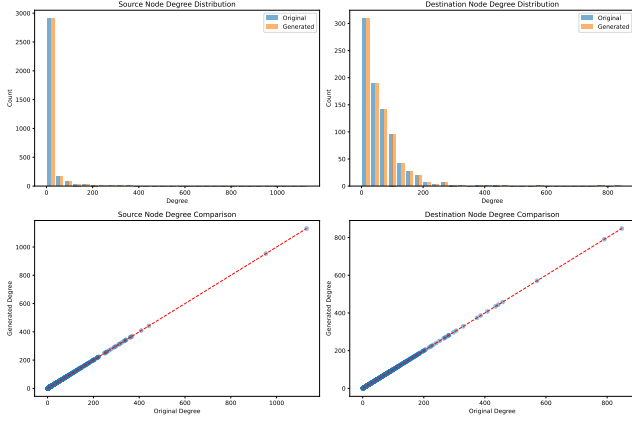 Source Node Degree Distribution
3000
2500
2000
1500
1000
500
0
Count
0 200 400 600 800 1000
Degree
Original
Generated
Destination Node Degree Distribution
300
250
200
150
100
50
0
Count
0 200 400 600 800
Degree
Original
Generated
Source Node Degree Comparison
1000
800
600
400
200
0
Generated Degree
0 200 400 600 800 1000
Original Degree
Destination Node Degree Comparison
800
600
400
200
0
Generated Degree
0 200 400 600 800
Original Degree